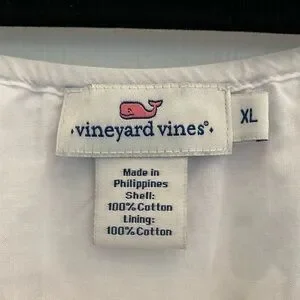 ·vineyard vines®·
XL
Made in
Philippines
Shell:
100% Cotton
Lining:
100% Cotton